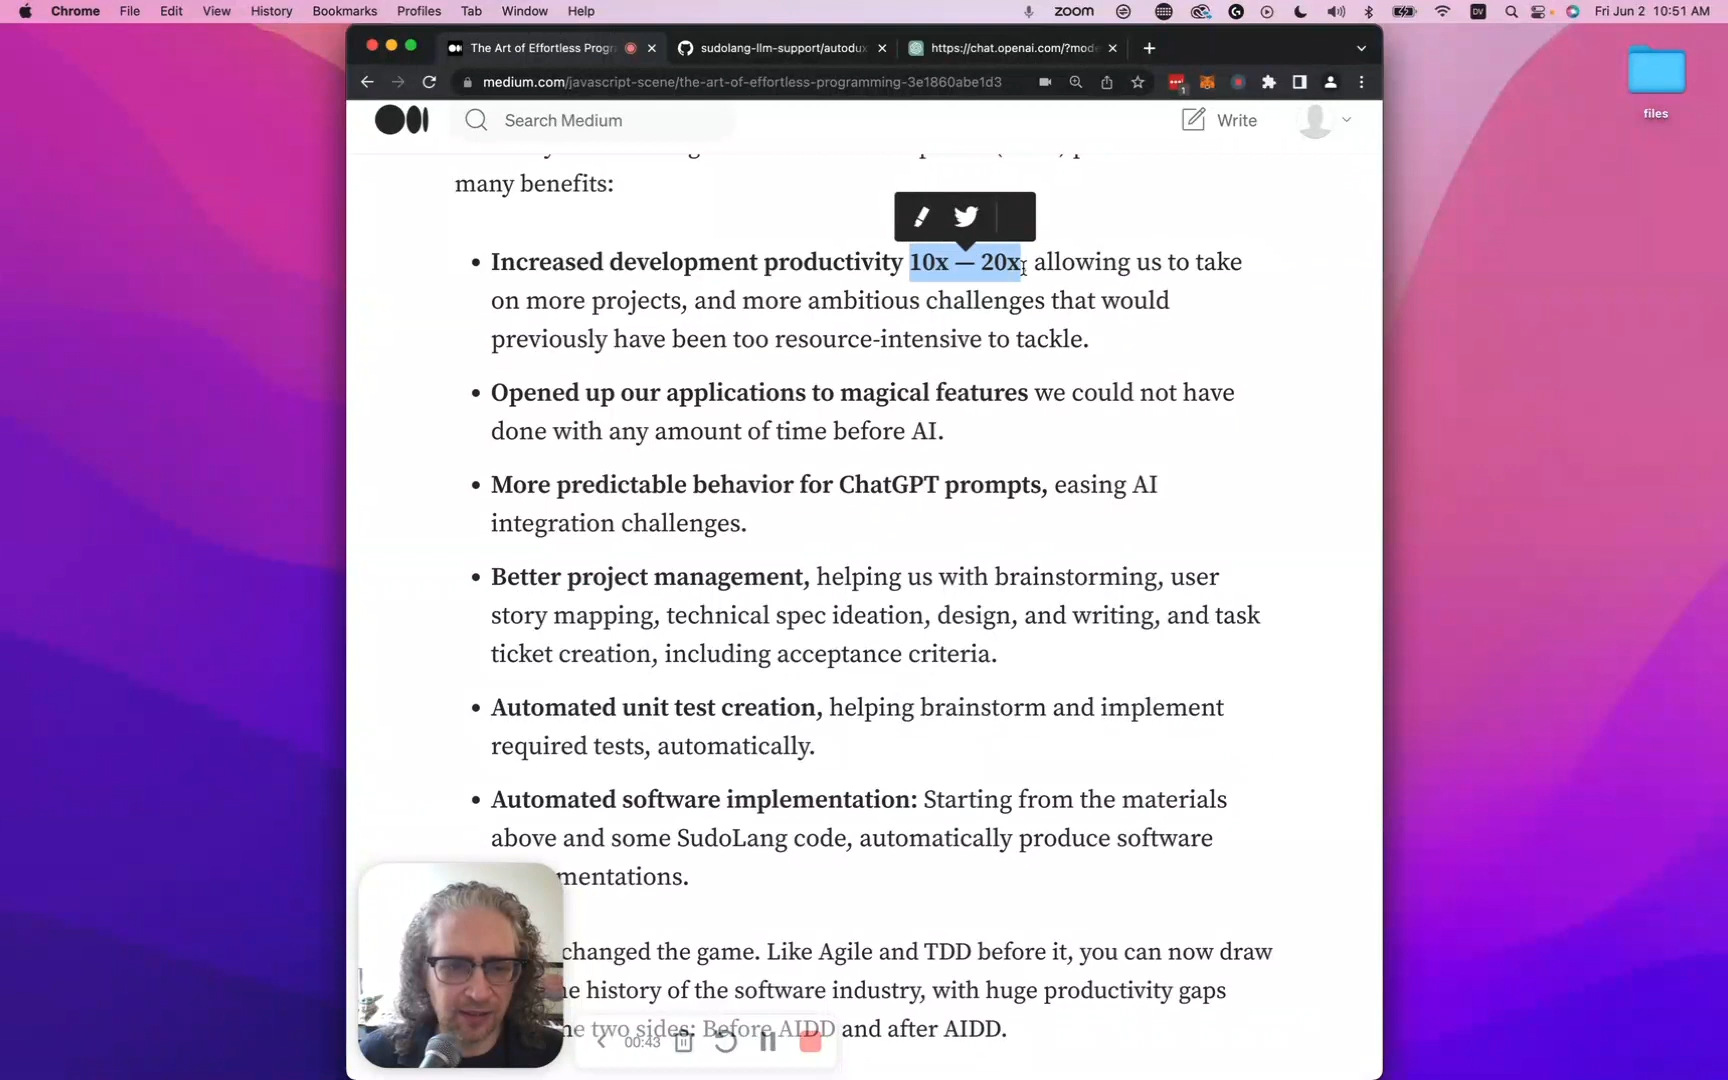 Chrome File Edit View History Bookmarks Profiles Tab Window Help zoom DV Fri Jun 2 10:51 AM
The Art of Effortless Progr
sudolang-llm-support/autodux
https://chat.openai.com/?mode
medium.com/javascript-scene/the-art-of-effortless-programming-3e1860abe1d3
1
files
Search Medium
Write
many benefits:
• Increased development productivity 10x — 20x, allowing us to take
on more projects, and more ambitious challenges that would
previously have been too resource-intensive to tackle.
• Opened up our applications to magical features we could not have
done with any amount of time before AI.
• More predictable behavior for ChatGPT prompts, easing AI
integration challenges.
• Better project management, helping us with brainstorming, user
story mapping, technical spec ideation, design, and writing, and task
ticket creation, including acceptance criteria.
• Automated unit test creation, helping brainstorm and implement
required tests, automatically.
• Automated software implementation: Starting from the materials
above and some SudoLang code, automatically produce software
mentations.
changed the game. Like Agile and TDD before it, you can now draw
e history of the software industry, with huge productivity gaps
two sides: Before AIDD and after AIDD.
00:43